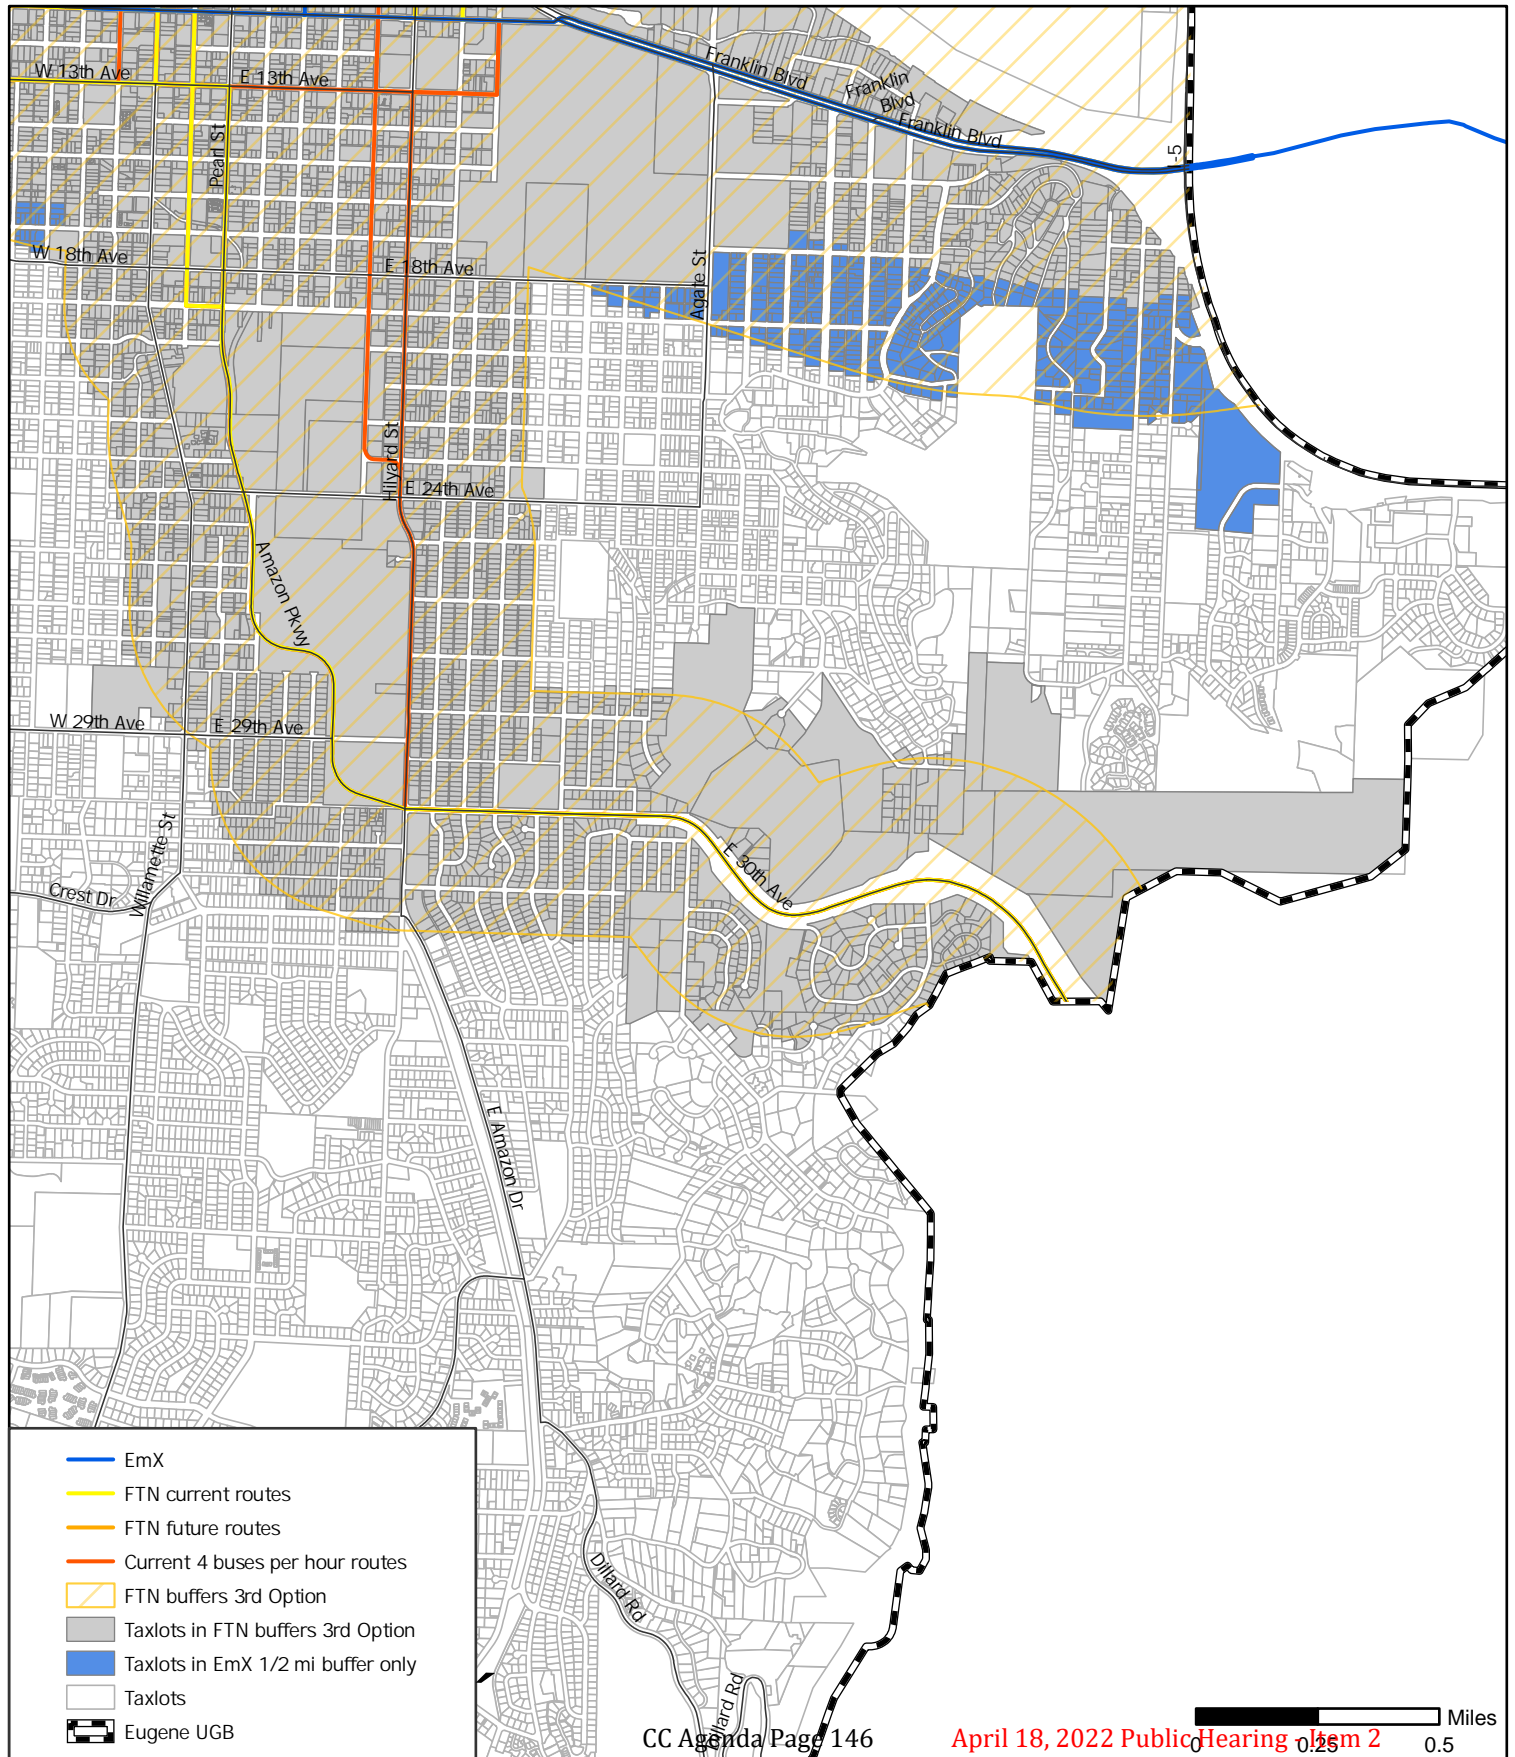 W 13th Ave
E 13th Ave
Pearl St
Franklin Blvd
Franklin
Blvd
Franklin Blvd
I-5
W 18th Ave
E 18th Ave
Agate St
Hilyard St
E 24th Ave
Amazon Pkwy
W 29th Ave
E 29th Ave
Willamette St
Crest Dr
E 30th Ave
E Amazon Dr
Dillard Rd
Dillard Rd
EmX
FTN current routes
FTN future routes
Current 4 buses per hour routes
FTN buffers 3rd Option
Taxlots in FTN buffers 3rd Option
Taxlots in EmX 1/2 mi buffer only
Taxlots
Eugene UGB
Miles
0 0.25 0.5
CC Agenda Page 146
April 18, 2022 Public Hearing - Item 2